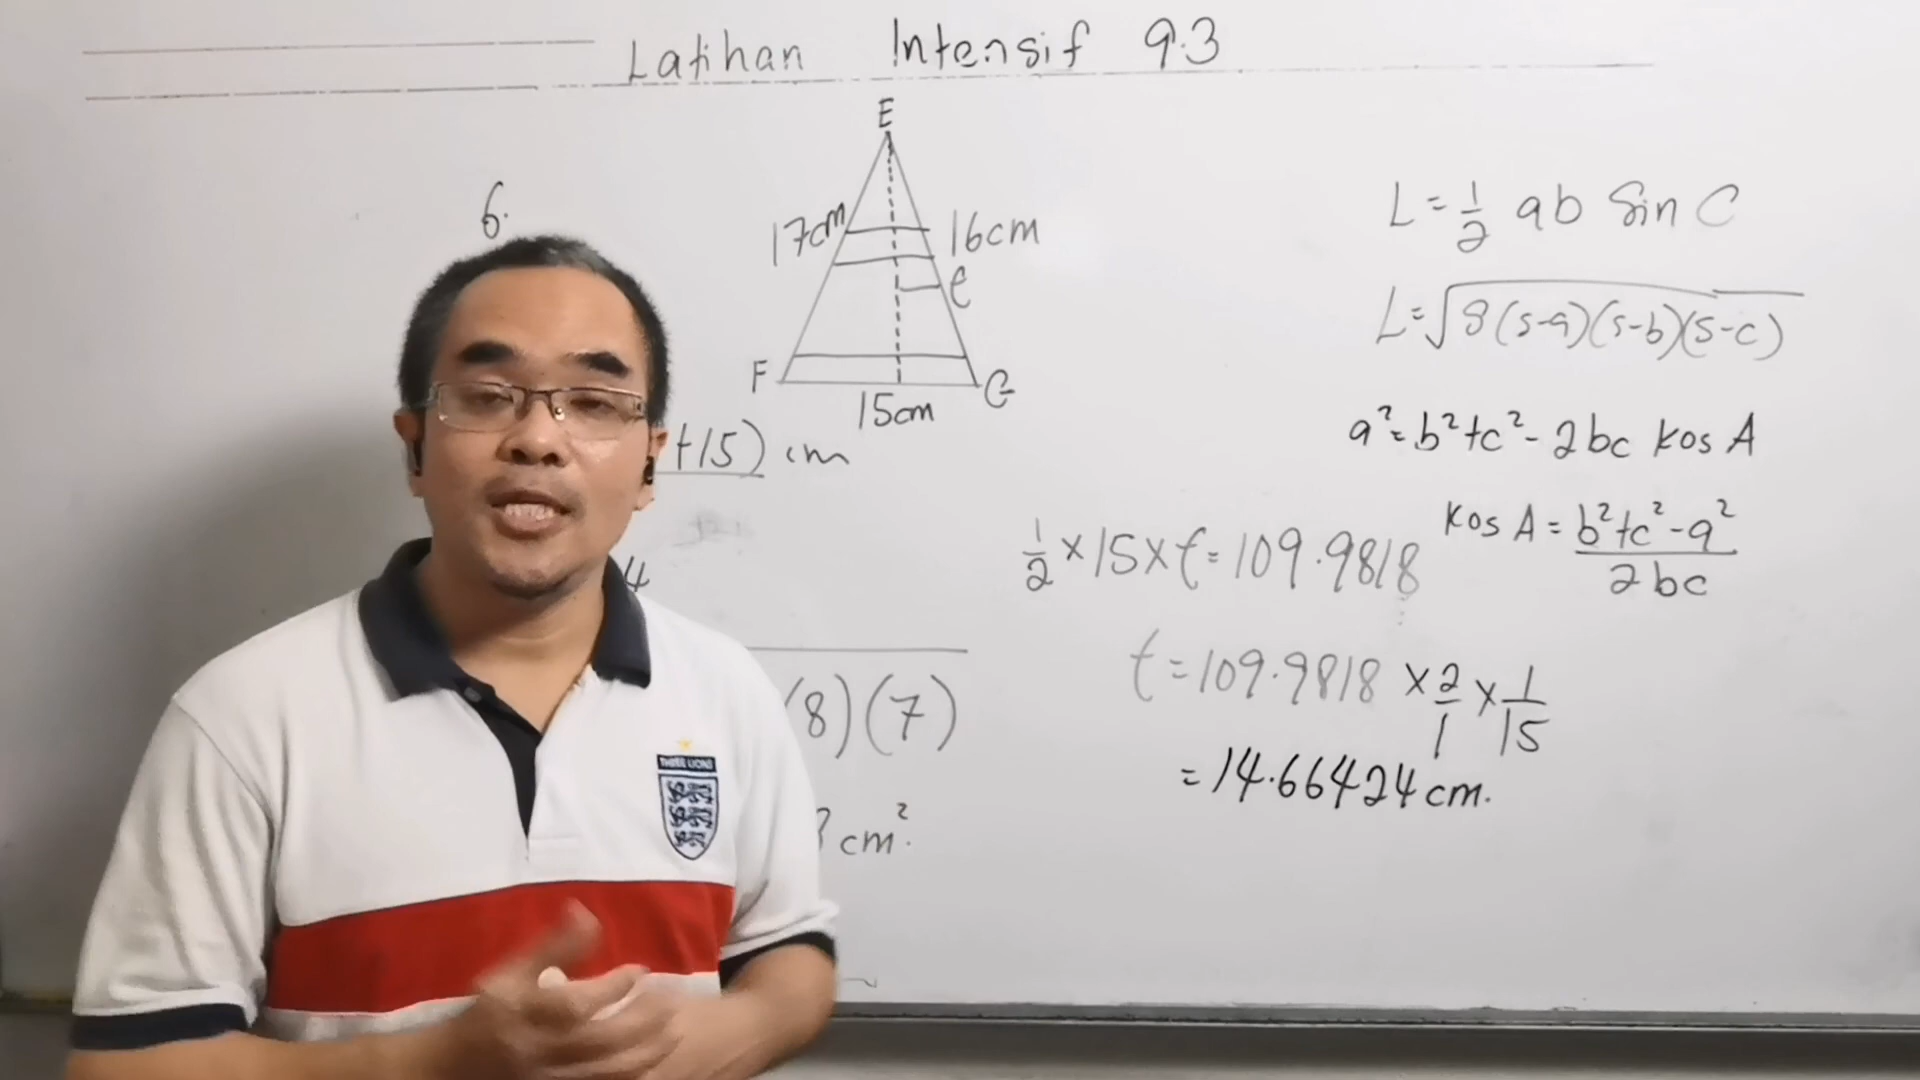 Latihan Intensif 9.3
6.
E
17cm
16cm
t
F
G
15cm
+15) cm
4
(8)(7)
cm²
L = 1/2 ab Sin C
L = √S(s-a)(s-b)(s-c)
a² = b² + c² - 2bc kos A
kos A = b² + c² - a² / 2bc
1/2 × 15 × t = 109.9818
t = 109.9818 × 2/1 × 1/15
= 14.66424 cm.
THREE LIONS